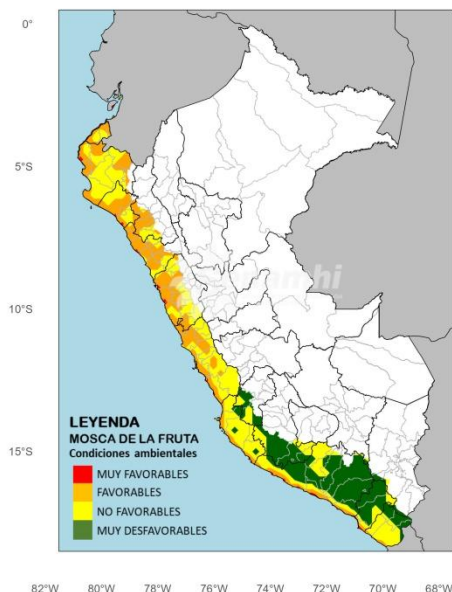 0°
5°S
10°S
senamhi
15°S
LEYENDA
MOSCA DE LA FRUTA
Condiciones ambientales
MUY FAVORABLES
FAVORABLES
NO FAVORABLES
MUY DESFAVORABLES
82°W 80°W 78°W 76°W 74°W 72°W 70°W 68°W